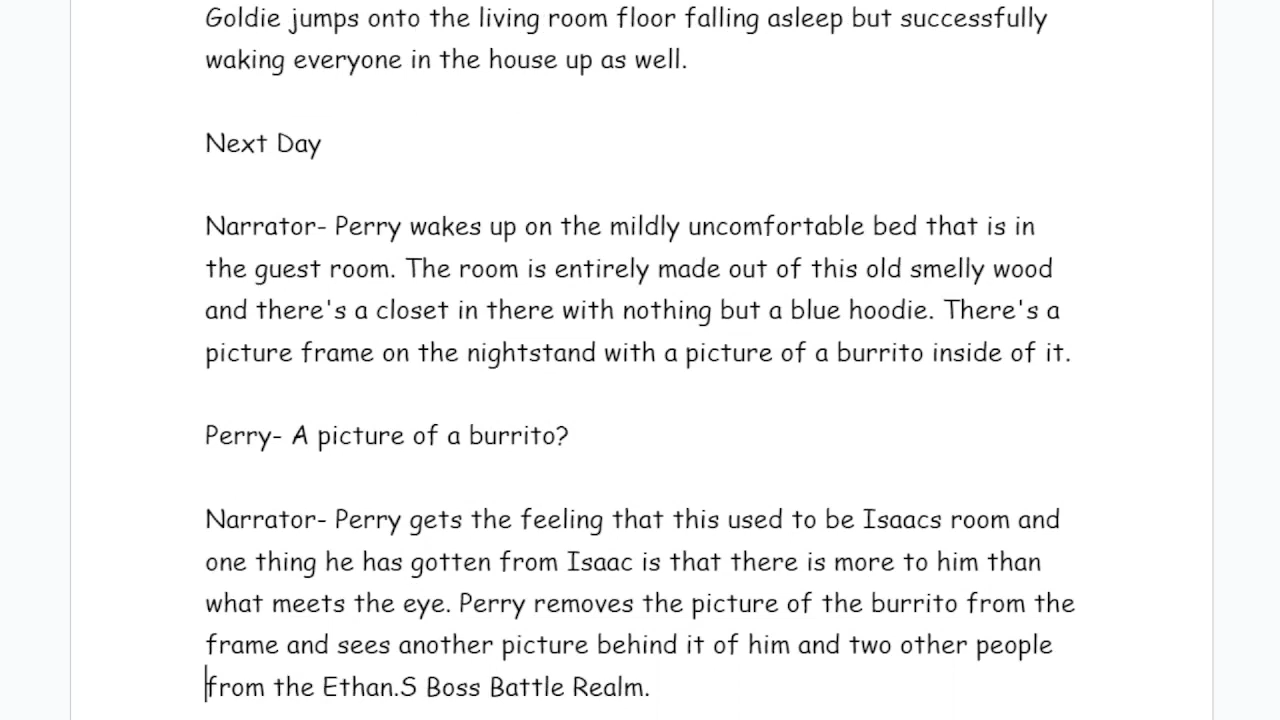 Goldie jumps onto the living room floor falling asleep but successfully
waking everyone in the house up as well.
Next Day
Narrator- Perry wakes up on the mildly uncomfortable bed that is in
the guest room. The room is entirely made out of this old smelly wood
and there's a closet in there with nothing but a blue hoodie. There's a
picture frame on the nightstand with a picture of a burrito inside of it.
Perry- A picture of a burrito?
Narrator- Perry gets the feeling that this used to be Isaacs room and
one thing he has gotten from Isaac is that there is more to him than
what meets the eye. Perry removes the picture of the burrito from the
frame and sees another picture behind it of him and two other people
from the Ethan.S Boss Battle Realm.